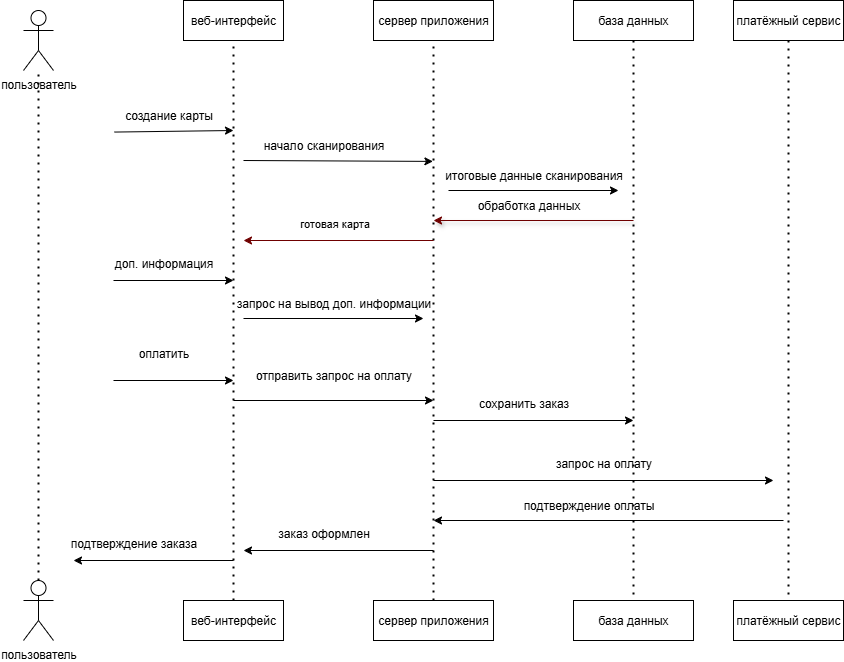 веб-интерфейс
сервер приложения
база данных
платёжный сервис
пользователь
создание карты
начало сканирования
итоговые данные сканирования
обработка данных
готовая карта
доп. информация
запрос на вывод доп. информации
оплатить
отправить запрос на оплату
сохранить заказ
запрос на оплату
подтверждение оплаты
заказ оформлен
подтверждение заказа
веб-интерфейс
сервер приложения
база данных
платёжный сервис
пользователь